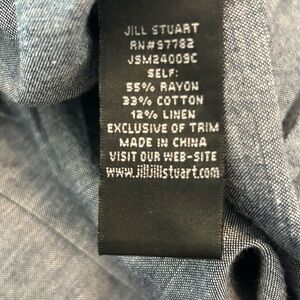 JILL STUART
RN#97782
JSM24009C
SELF:
55% RAYON
33% COTTON
12% LINEN
EXCLUSIVE OF TRIM
MADE IN CHINA
VISIT OUR WEB-SITE
www.jilljillstuart.com